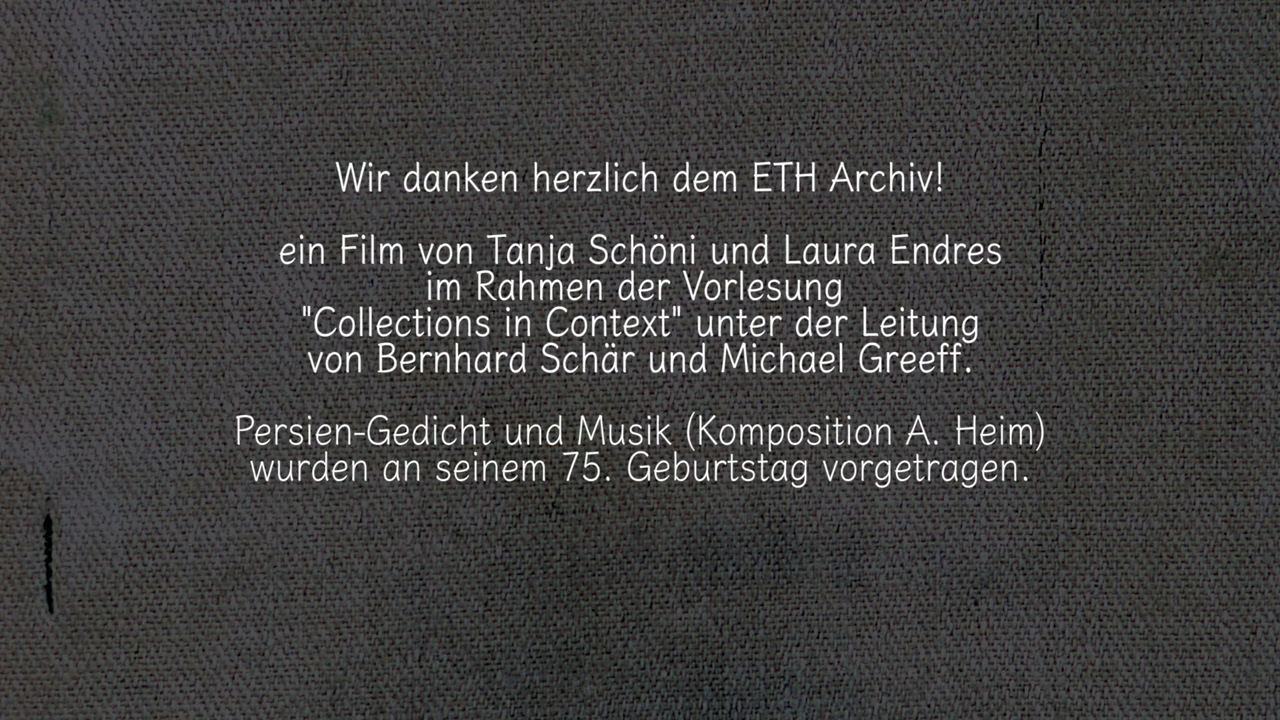 Wir danken herzlich dem ETH Archiv!
ein Film von Tanja Schöni und Laura Endres
im Rahmen der Vorlesung
"Collections in Context" unter der Leitung
von Bernhard Schär und Michael Greeff.
Persien-Gedicht und Musik (Komposition A. Heim)
wurden an seinem 75. Geburtstag vorgetragen.